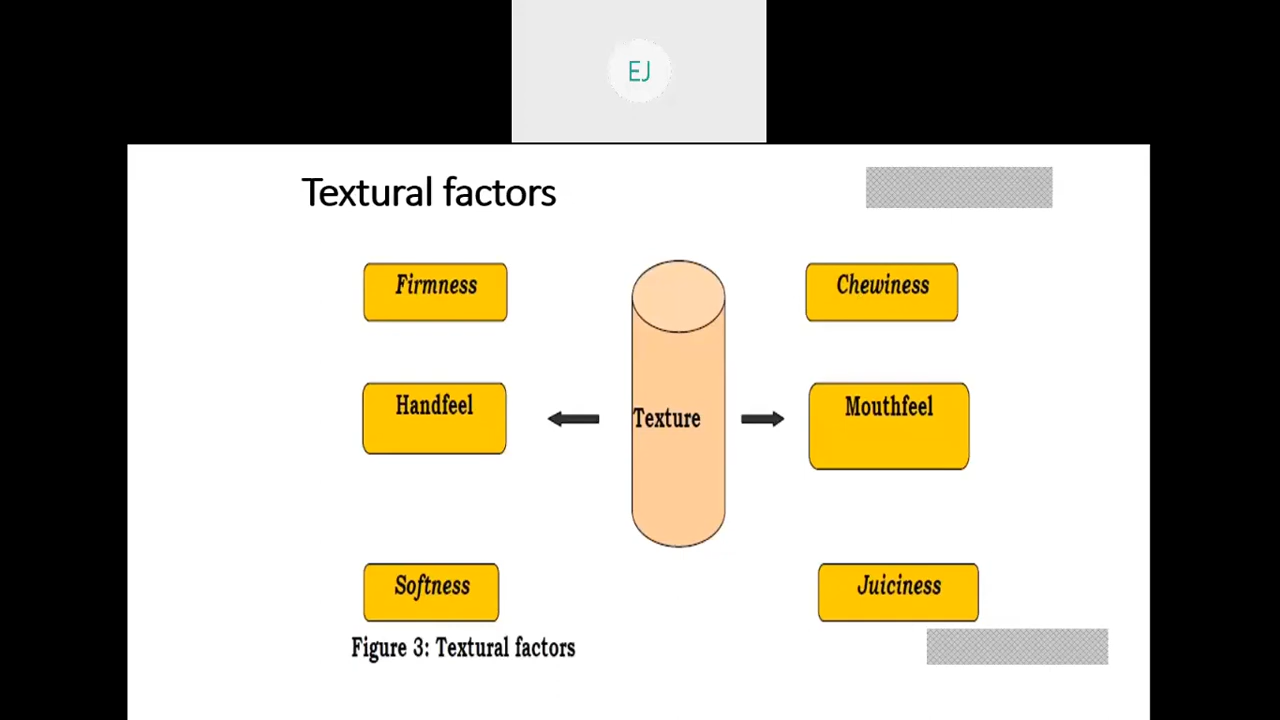 EJ
Textural factors
Firmness
Chewiness
Handfeel
Texture
Mouthfeel
Softness
Juiciness
Figure 3: Textural factors